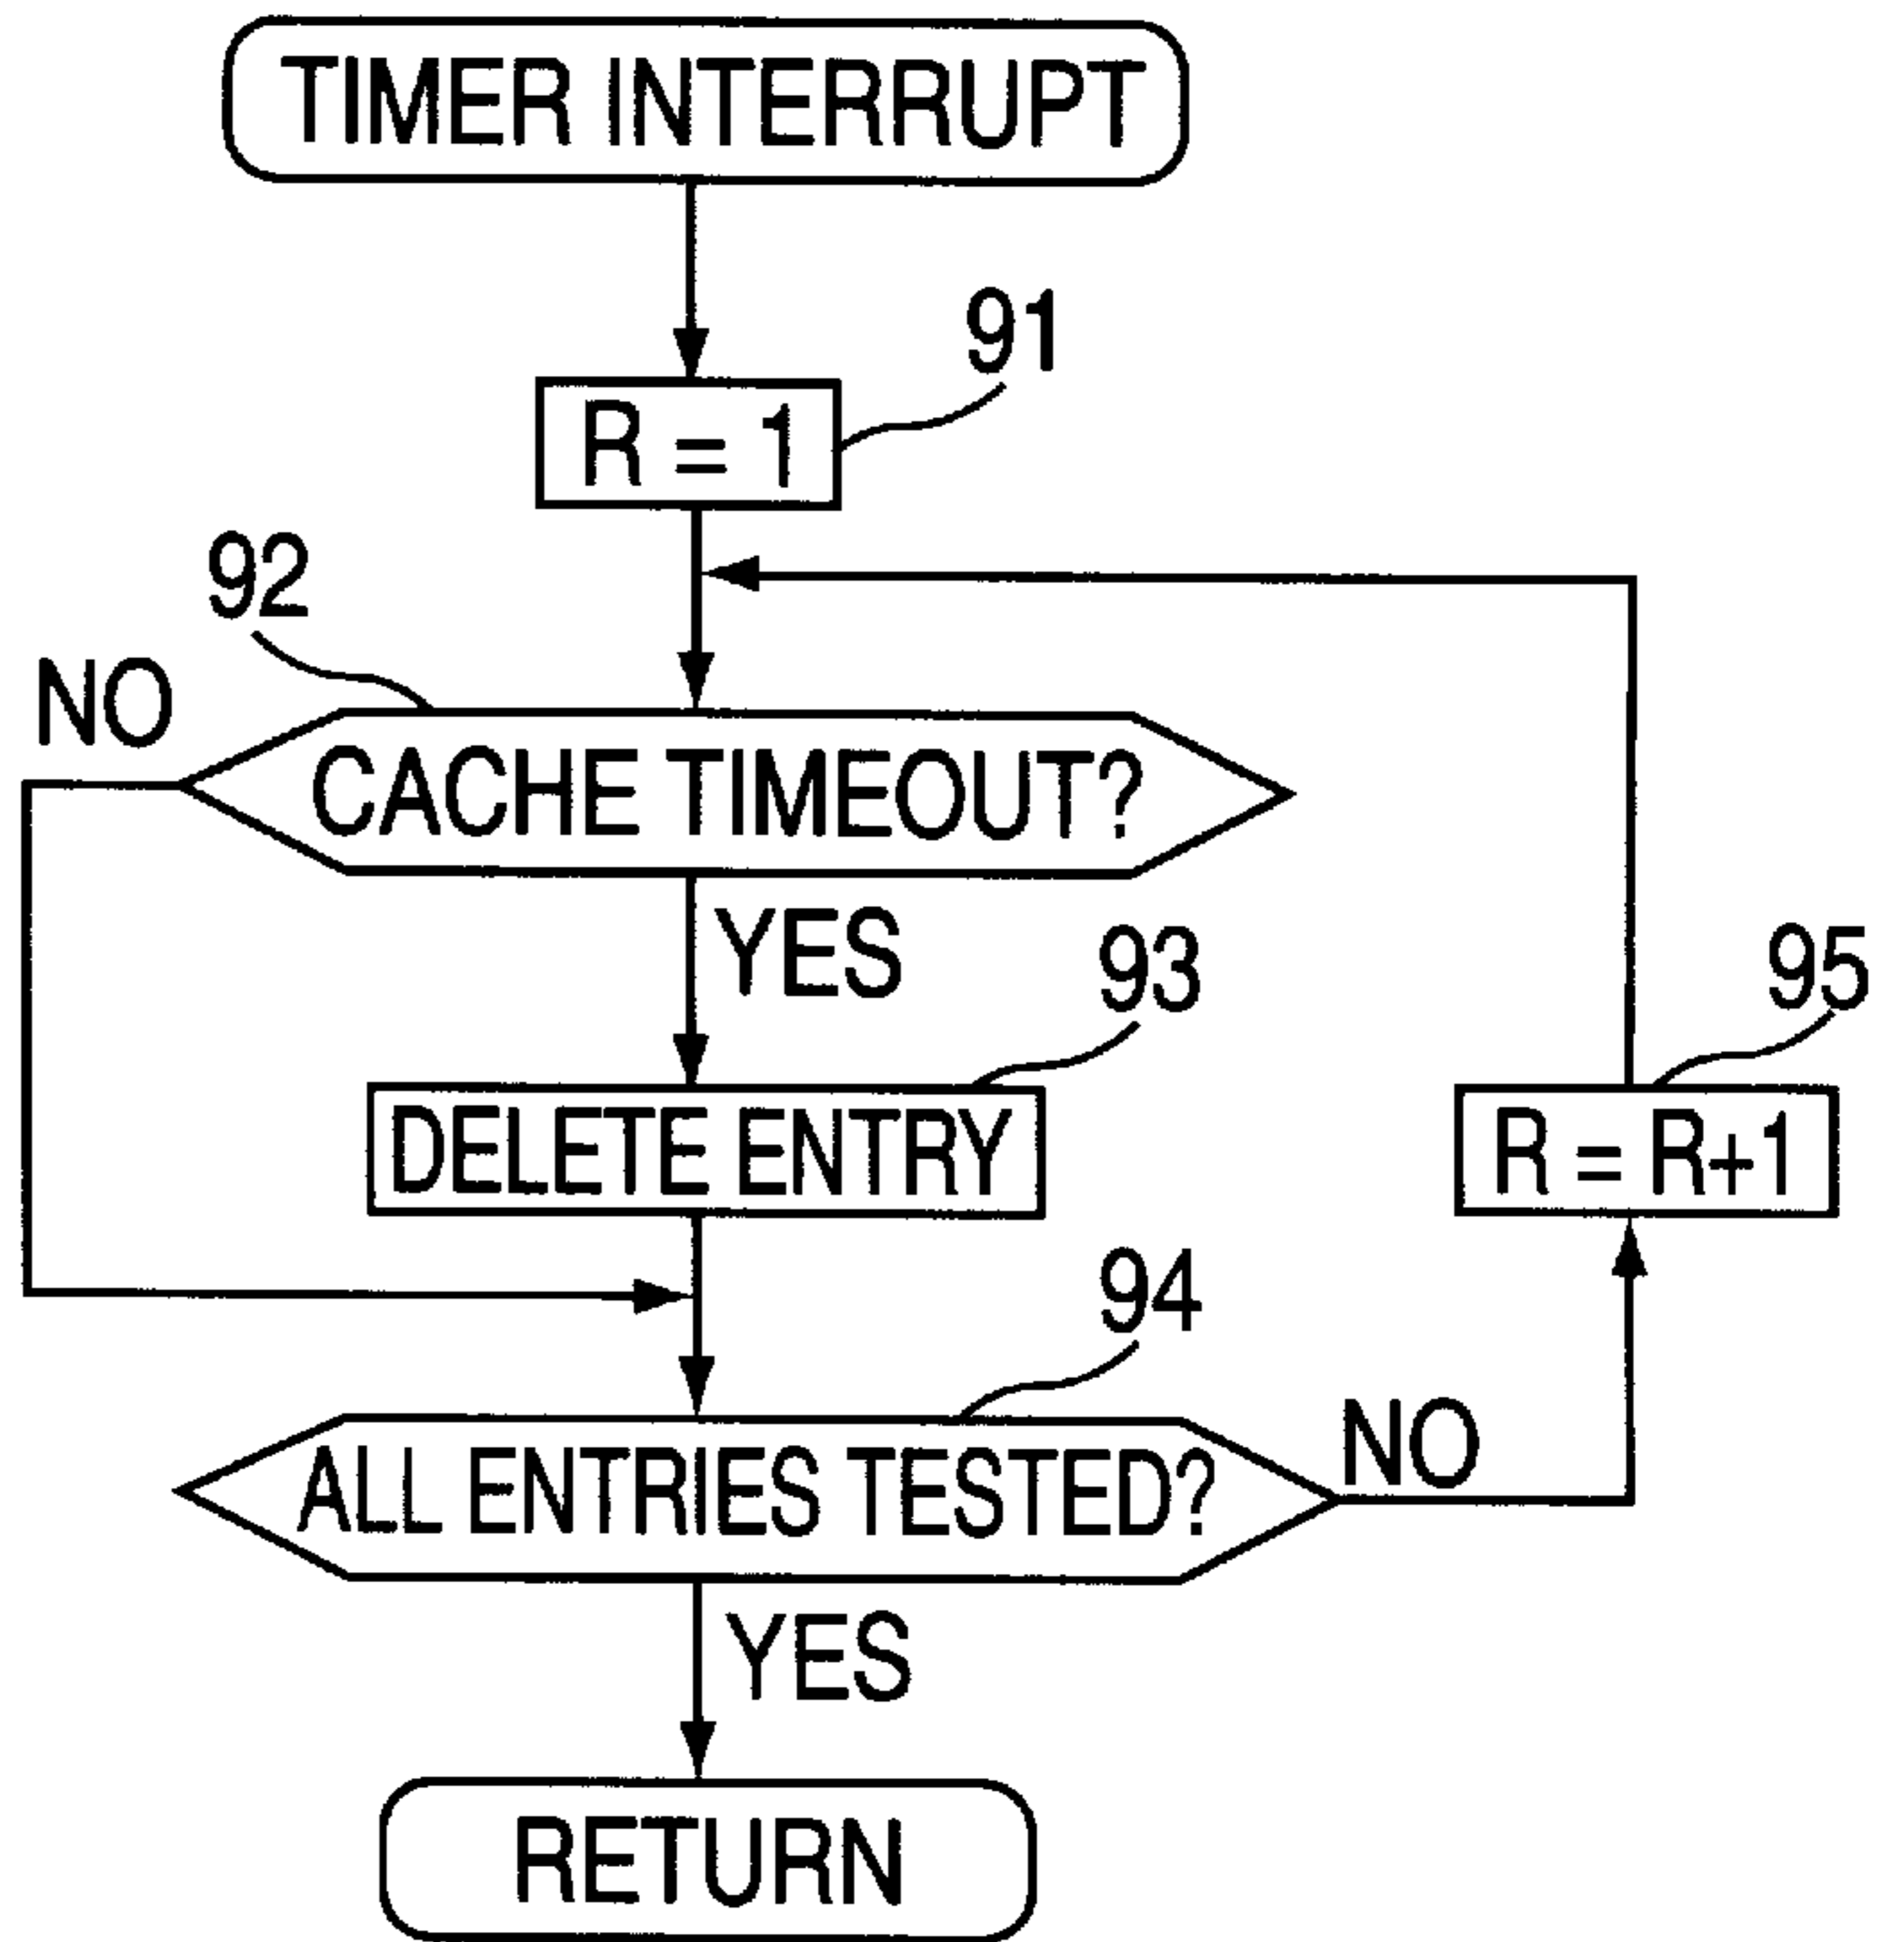 TIMER INTERRUPT
91
R = 1
92
NO
CACHE TIMEOUT?
YES
93
95
DELETE ENTRY
R = R+1
94
NO
ALL ENTRIES TESTED?
YES
RETURN